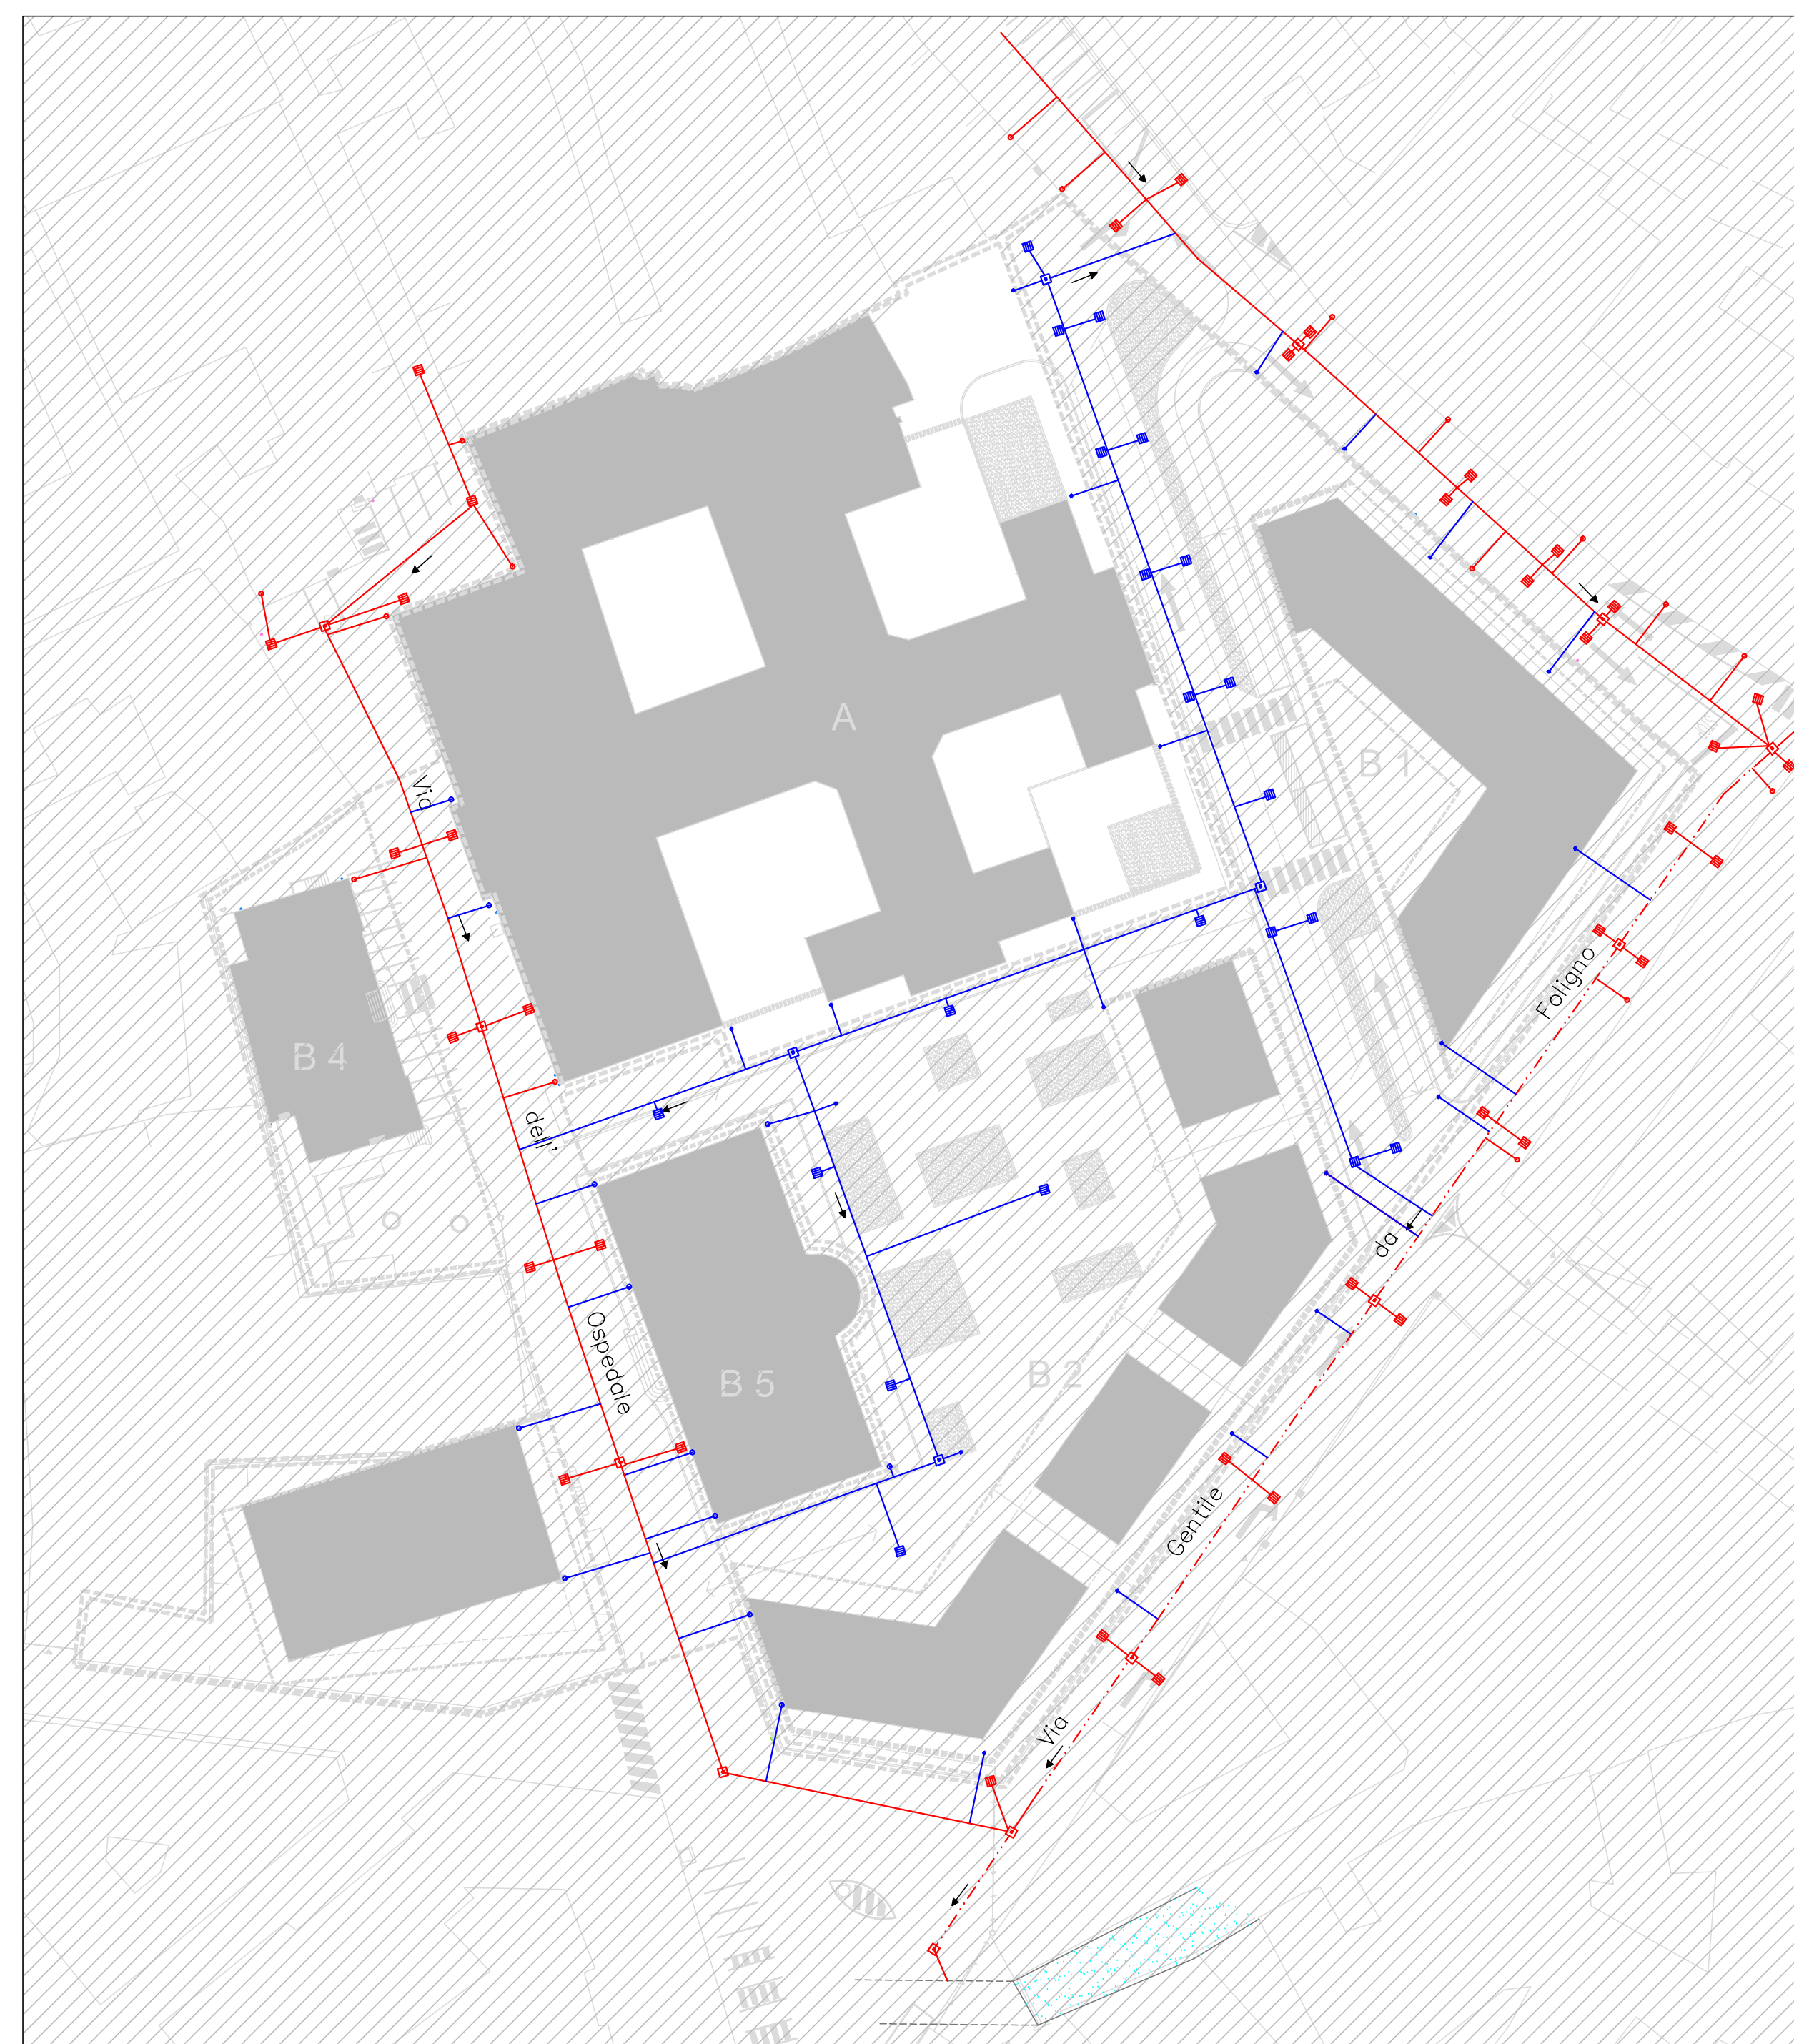 A
B 1
Via
Foligno
B 4
dell'
da
Ospedale
B 5
B 2
Gentile
Via